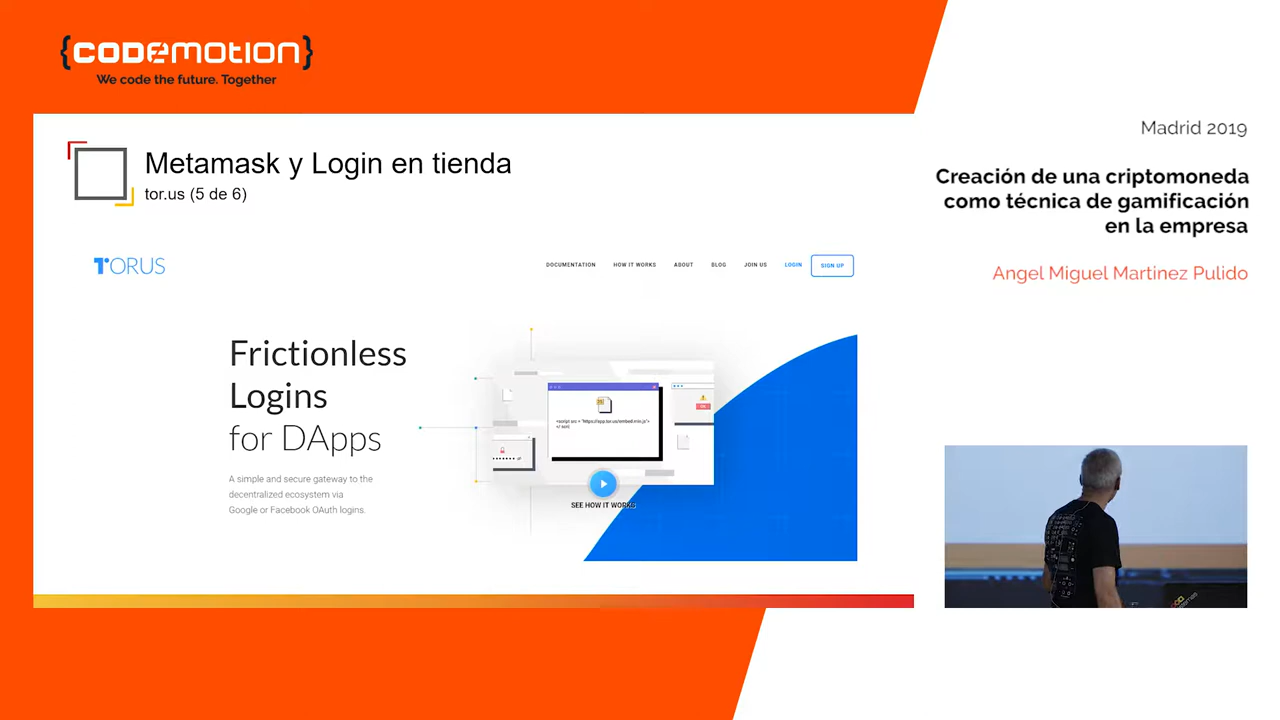 {CODEMOTION}
We code the future. Together
Metamask y Login en tienda
tor.us (5 de 6)
TORUS
DOCUMENTATION HOW IT WORKS ABOUT BLOG JOIN US LOGIN SIGN UP
Frictionless
Logins
for DApps
A simple and secure gateway to the
decentralized ecosystem via
Google or Facebook OAuth logins.
SEE HOW IT WORKS
Madrid 2019
Creación de una criptomoneda
como técnica de gamificación
en la empresa
Angel Miguel Martinez Pulido